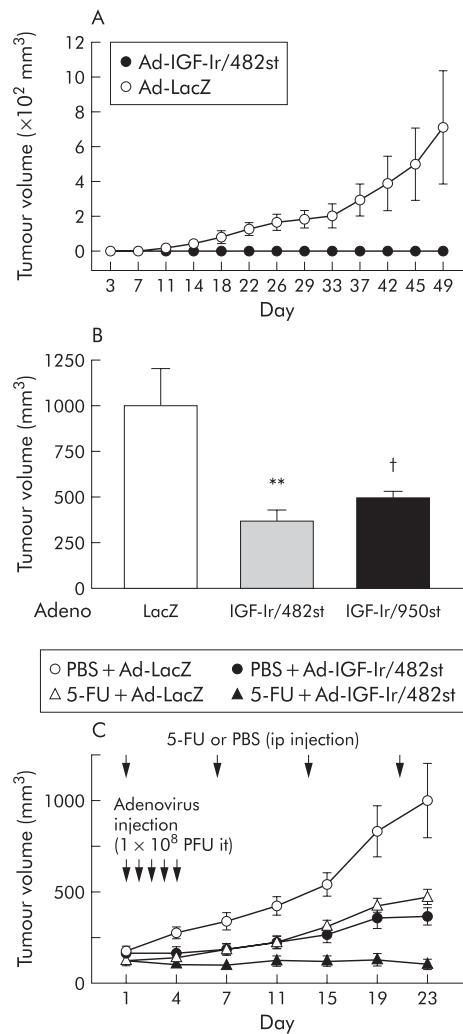 A
Tumour volume (×10² mm³)
12
10
8
6
4
2
0
Ad-IGF-Ir/482st
Ad-LacZ
3 7 11 14 18 22 26 29 33 37 42 45 49
Day
B
Tumour volume (mm³)
1250
1000
750
500
250
0
**
†
Adeno LacZ IGF-Ir/482st IGF-Ir/950st
PBS + Ad-LacZ PBS + Ad-IGF-Ir/482st
5-FU + Ad-LacZ 5-FU + Ad-IGF-Ir/482st
C
5-FU or PBS (ip injection)
Adenovirus
injection
(1 × 10⁸ PFU it)
Tumour volume (mm³)
1000
500
0
1 4 7 11 15 19 23
Day